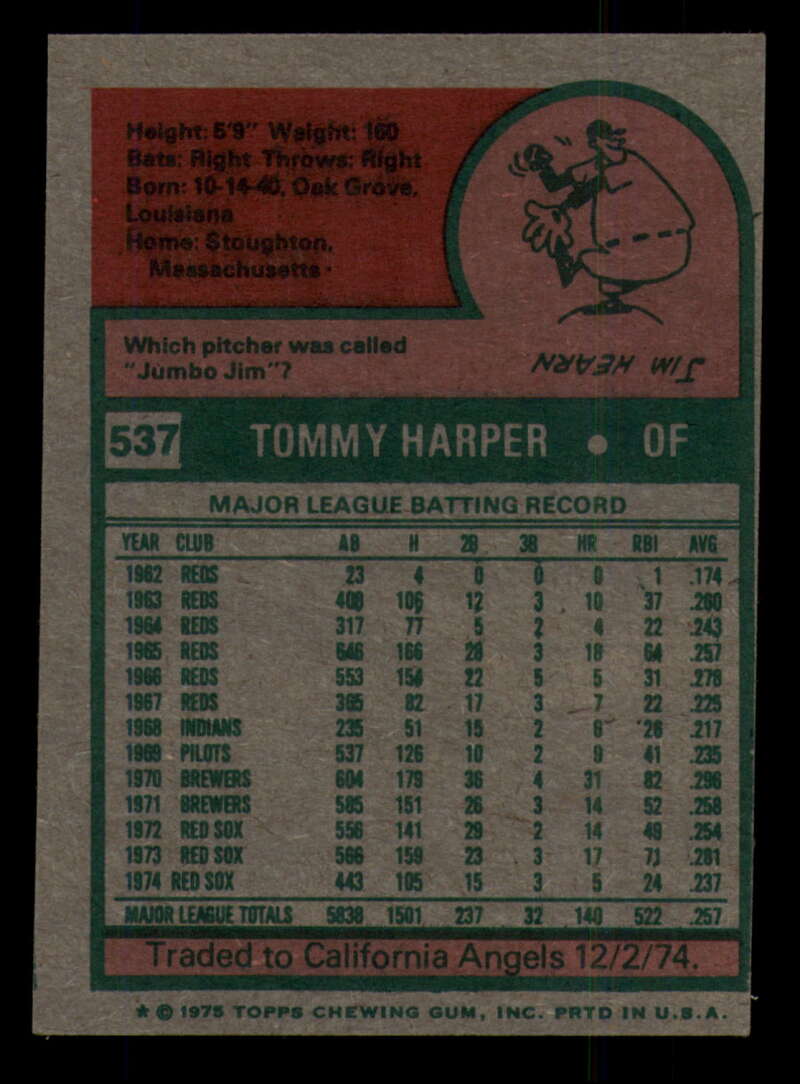 Height: 5'9" Weight: 160
Bats: Right Throws: Right
Born: 10-14-40, Oak Grove,
Louisiana
Home: Stoughton,
Massachusetts
Which pitcher was called
"Jumbo Jim"?
JIM HEARN
537 TOMMY HARPER • OF
MAJOR LEAGUE BATTING RECORD
YEAR CLUB AB H 2B 3B HR RBI AVG
1962 REDS 23 4 0 0 0 1 .174
1963 REDS 408 106 12 3 10 37 .260
1964 REDS 317 77 5 2 4 22 .243
1965 REDS 646 166 28 3 18 64 .257
1966 REDS 553 154 22 5 5 31 .278
1967 REDS 365 82 17 3 7 22 .225
1968 INDIANS 235 51 15 2 6 26 .217
1969 PILOTS 537 126 10 2 9 41 .235
1970 BREWERS 604 179 36 4 31 82 .296
1971 BREWERS 585 151 26 3 14 52 .258
1972 RED SOX 556 141 29 2 14 49 .254
1973 RED SOX 566 159 23 3 17 71 .281
1974 RED SOX 443 105 15 3 5 24 .237
MAJOR LEAGUE TOTALS 5838 1501 237 32 140 522 .257
Traded to California Angels 12/2/74.
* © 1975 TOPPS CHEWING GUM, INC. PRTD IN U.S.A.